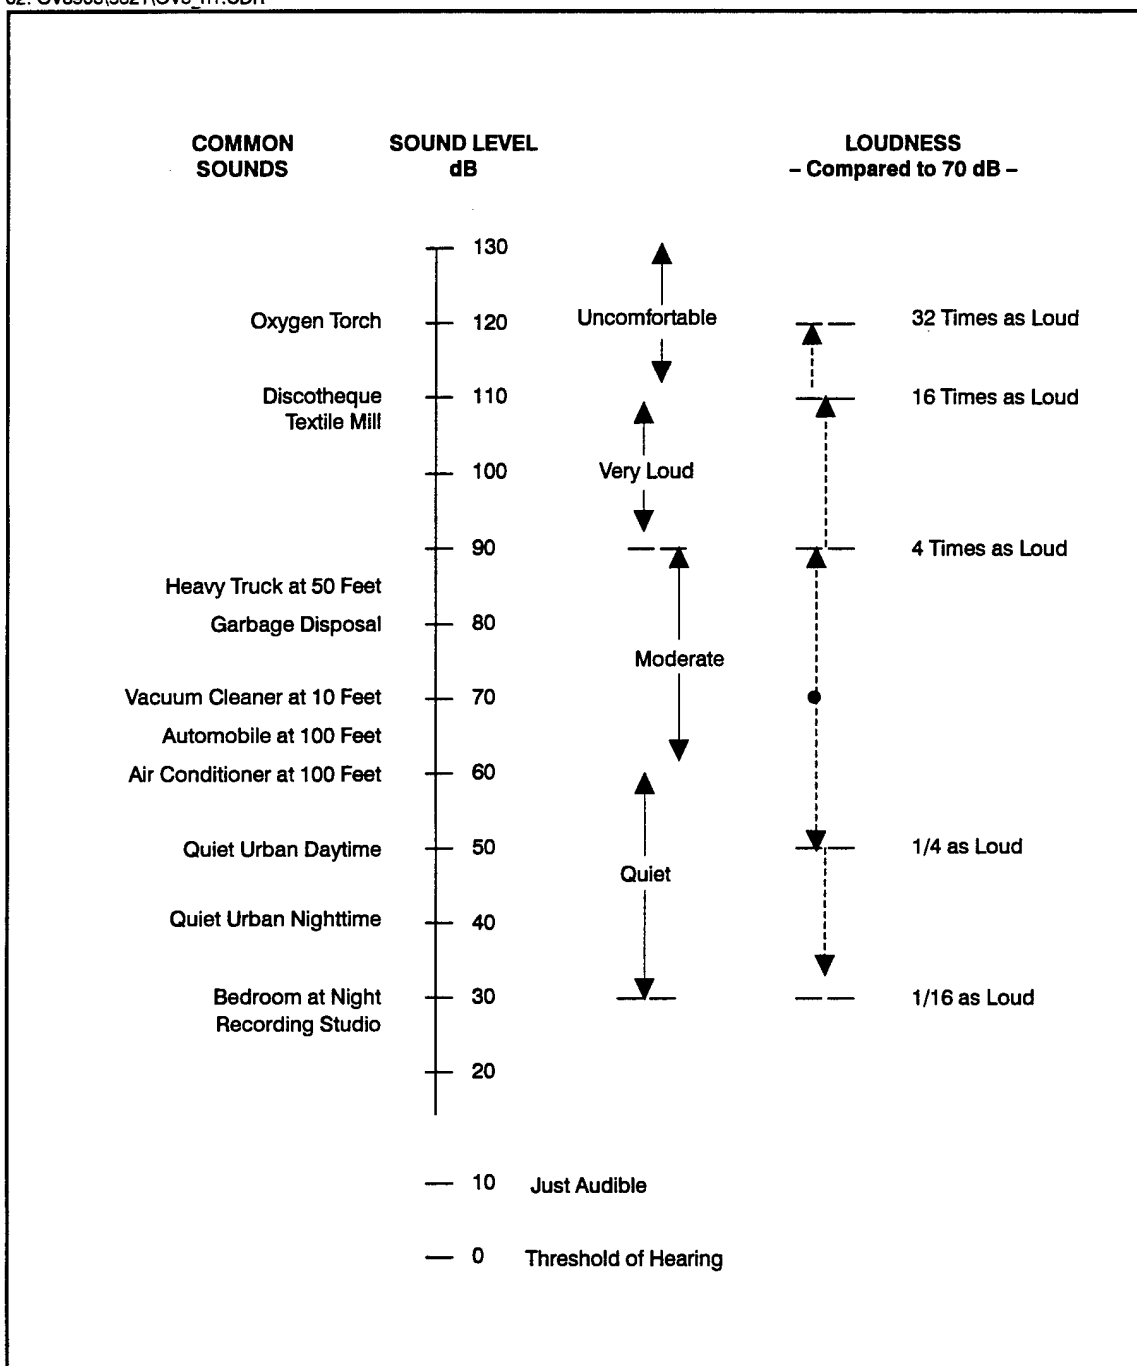 COMMON SOUNDS
SOUND LEVEL dB
LOUDNESS
– Compared to 70 dB –
130
Oxygen Torch
120
Uncomfortable
32 Times as Loud
Discotheque
Textile Mill
110
16 Times as Loud
100
Very Loud
90
4 Times as Loud
Heavy Truck at 50 Feet
Garbage Disposal
80
Moderate
Vacuum Cleaner at 10 Feet
70
Automobile at 100 Feet
Air Conditioner at 100 Feet
60
Quiet Urban Daytime
50
1/4 as Loud
Quiet
Quiet Urban Nighttime
40
Bedroom at Night
Recording Studio
30
1/16 as Loud
20
10
Just Audible
0
Threshold of Hearing